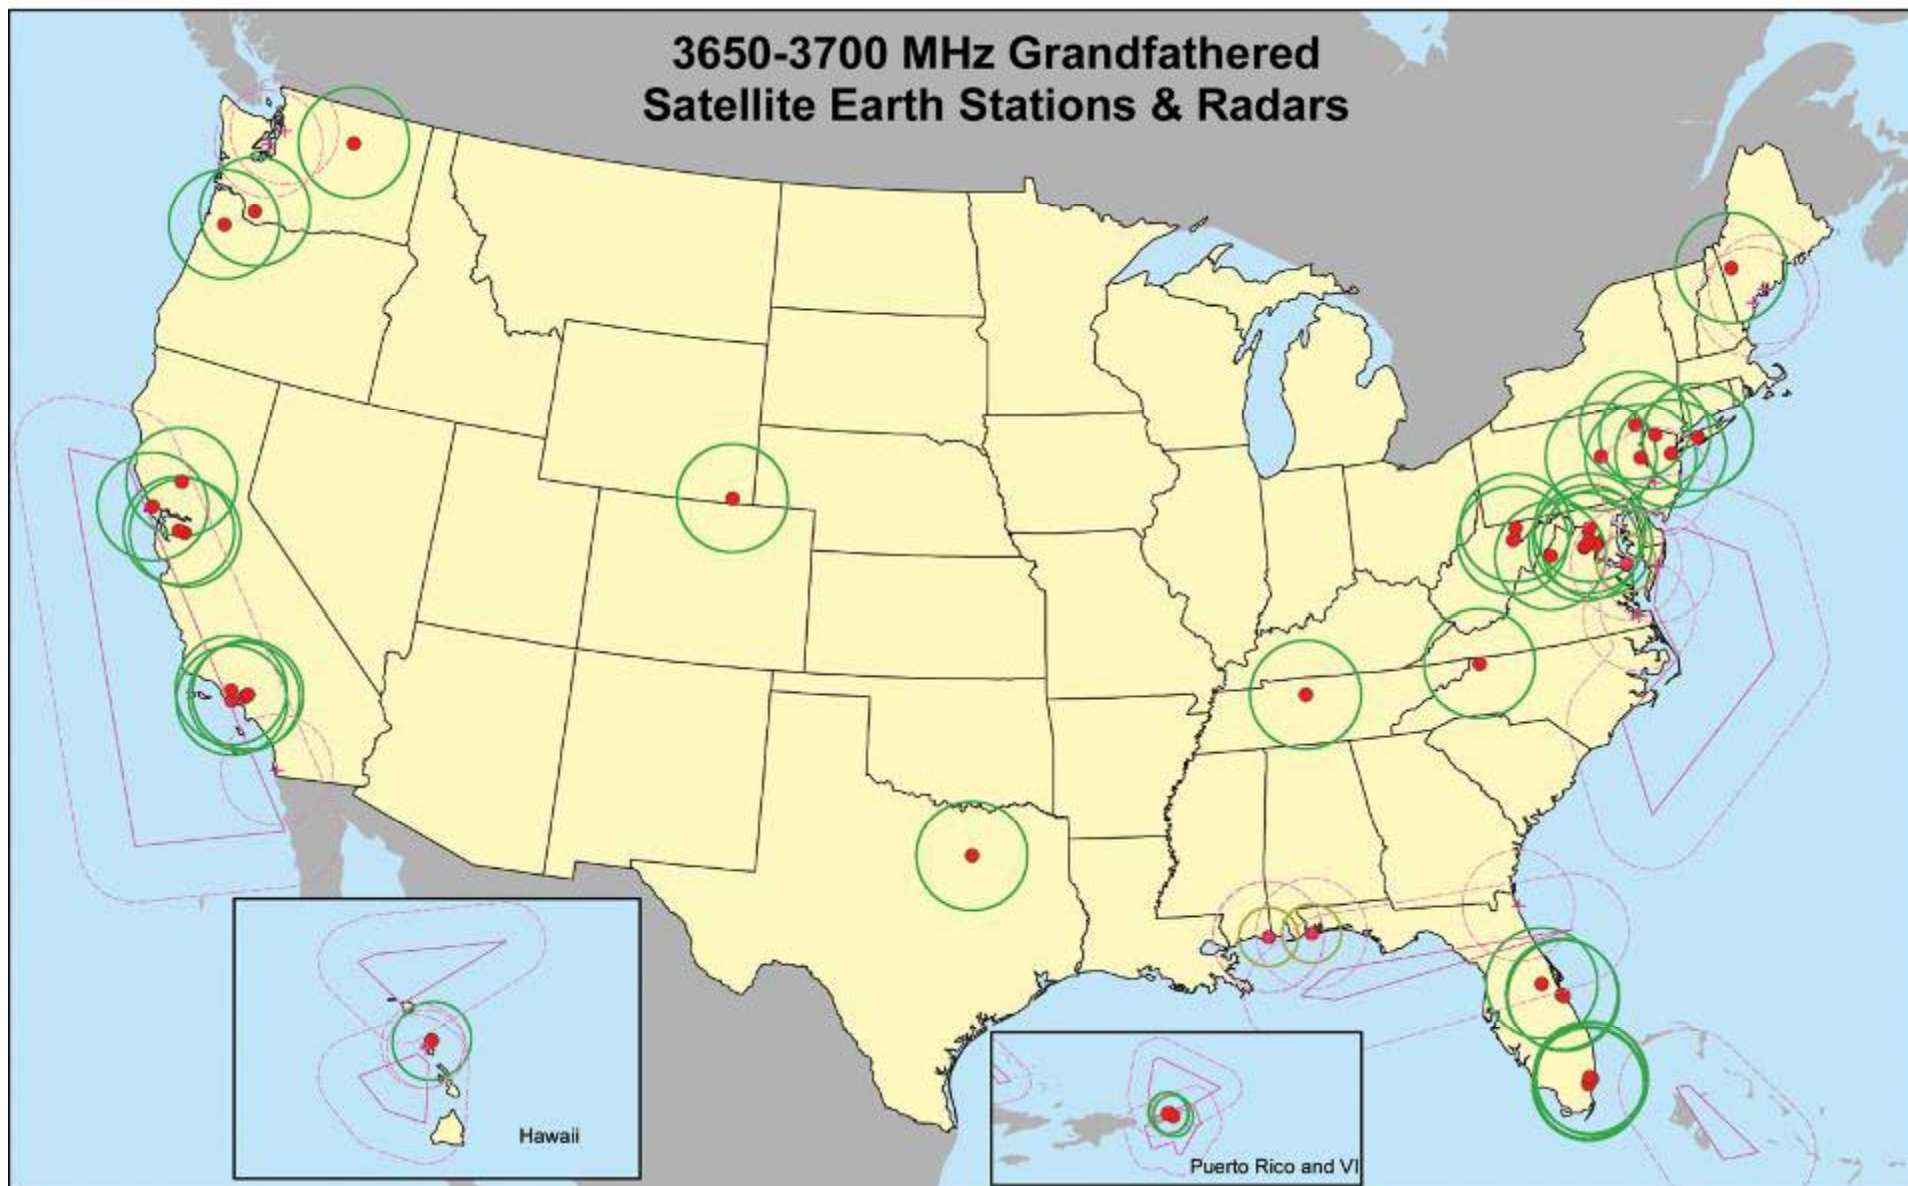 3650-3700 MHz Grandfathered
Satellite Earth Stations & Radars
Hawaii
Puerto Rico and VI